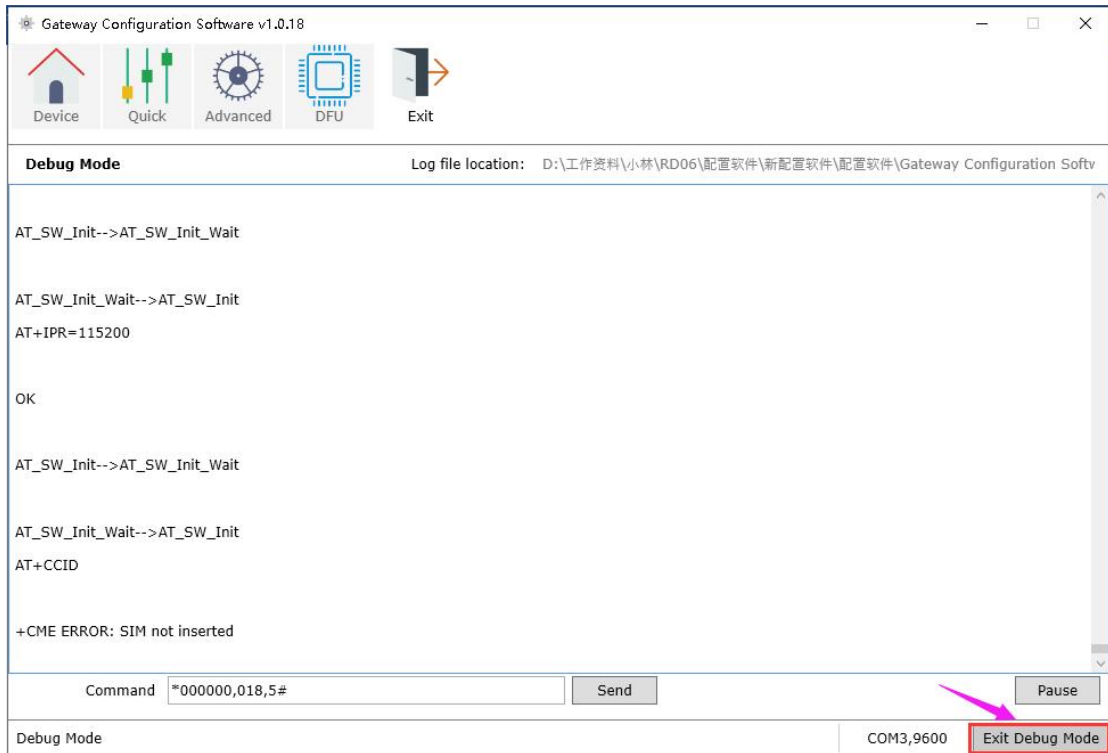 Gateway Configuration Software v1.0.18
Device Quick Advanced DFU Exit
Debug Mode Log file location: D:\工作资料\小林\RD06\配置软件\新配置软件\配置软件\Gateway Configuration Softv
AT_SW_Init-->AT_SW_Init_Wait
AT_SW_Init_Wait-->AT_SW_Init
AT+IPR=115200
OK
AT_SW_Init-->AT_SW_Init_Wait
AT_SW_Init_Wait-->AT_SW_Init
AT+CCID
+CME ERROR: SIM not inserted
Command *000000,018,5# Send Pause
Debug Mode COM3,9600 Exit Debug Mode